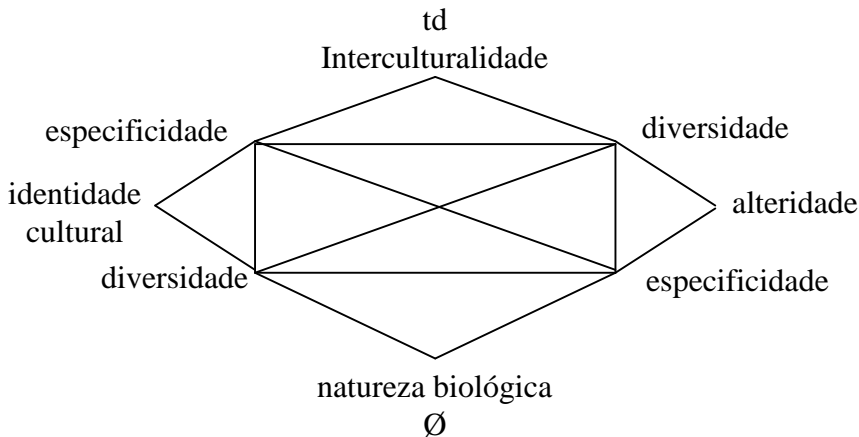 td
Interculturalidade
especificidade
diversidade
identidade
cultural
alteridade
diversidade
especificidade
natureza biológica
Ø